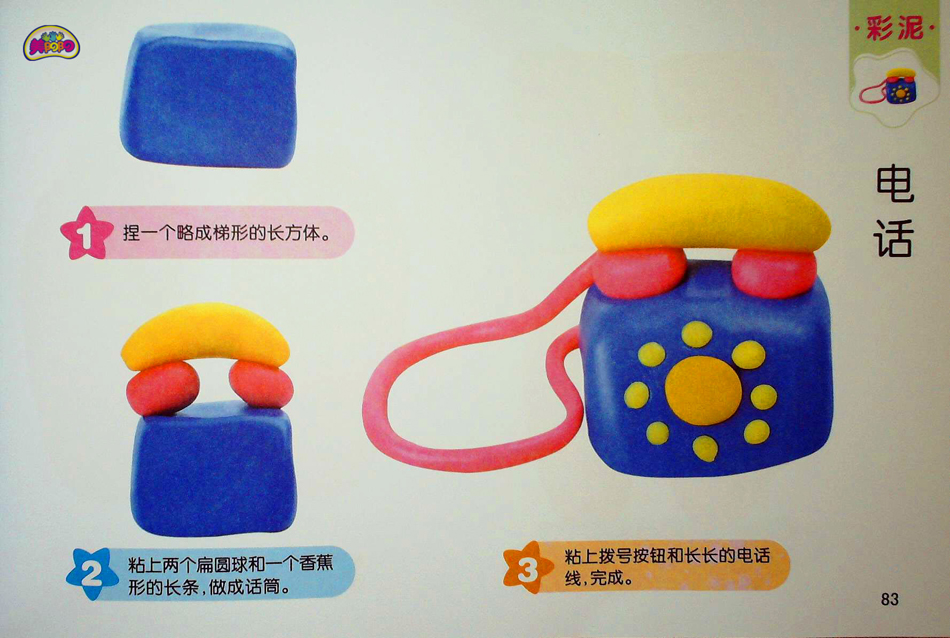 MPOPO
·彩泥·
电话
1 捏一个略成梯形的长方体。
2 粘上两个扁圆球和一个香蕉
形的长条,做成话筒。
3 粘上拨号按钮和长长的电话
线,完成。
83